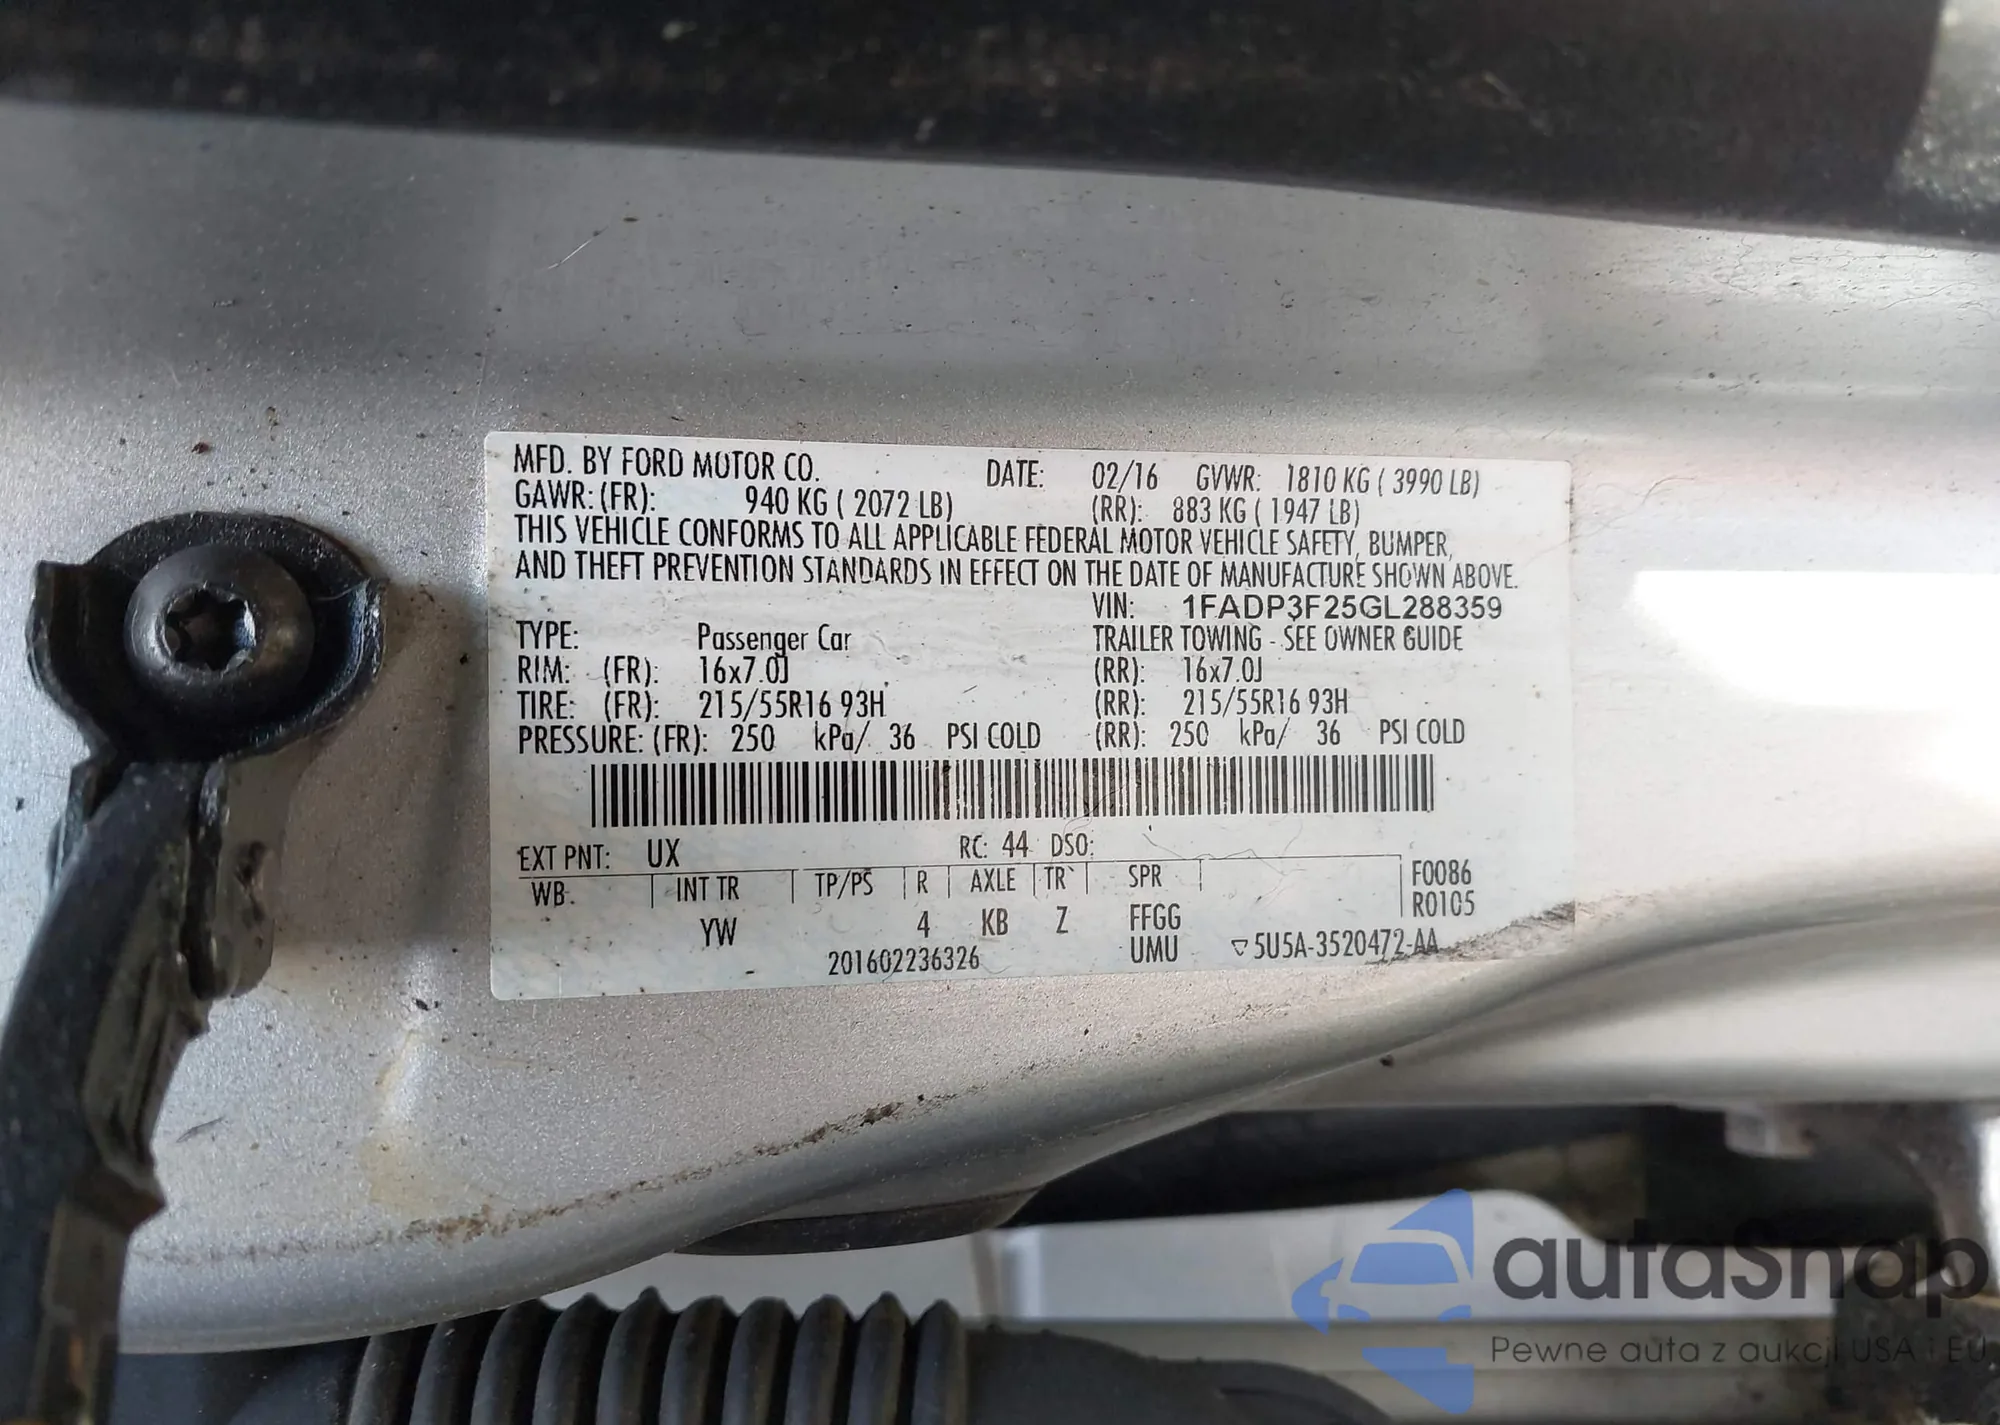 MFD. BY FORD MOTOR CO. DATE: 02/16 GVWR: 1810 KG ( 3990 LB)
GAWR: (FR): 940 KG ( 2072 LB) (RR): 883 KG ( 1947 LB)
THIS VEHICLE CONFORMS TO ALL APPLICABLE FEDERAL MOTOR VEHICLE SAFETY, BUMPER,
AND THEFT PREVENTION STANDARDS IN EFFECT ON THE DATE OF MANUFACTURE SHOWN ABOVE.
VIN: 1FADP3F25GL288359
TYPE: Passenger Car TRAILER TOWING - SEE OWNER GUIDE
RIM: (FR): 16x7.0J (RR): 16x7.0J
TIRE: (FR): 215/55R16 93H (RR): 215/55R16 93H
PRESSURE: (FR): 250 kPa/ 36 PSI COLD (RR): 250 kPa/ 36 PSI COLD
EXT PNT: UX RC: 44 DSO:
WB INT TR TP/PS R AXLE TR SPR F0086
R0105
YW 4 KB Z FFGG
201602236326 UMU ▽5U5A-3520472-AA
autaSnap
Pewne auta z aukcji USA i EU